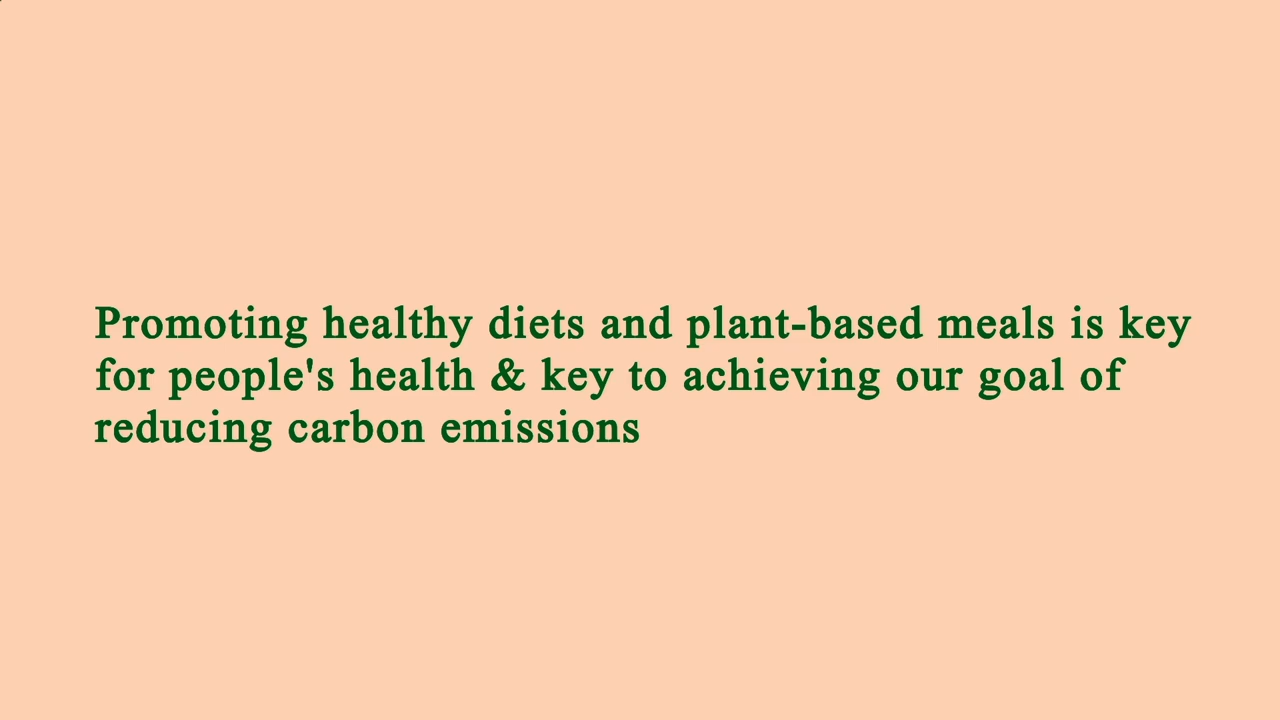 Promoting healthy diets and plant-based meals is key
for people's health & key to achieving our goal of
reducing carbon emissions